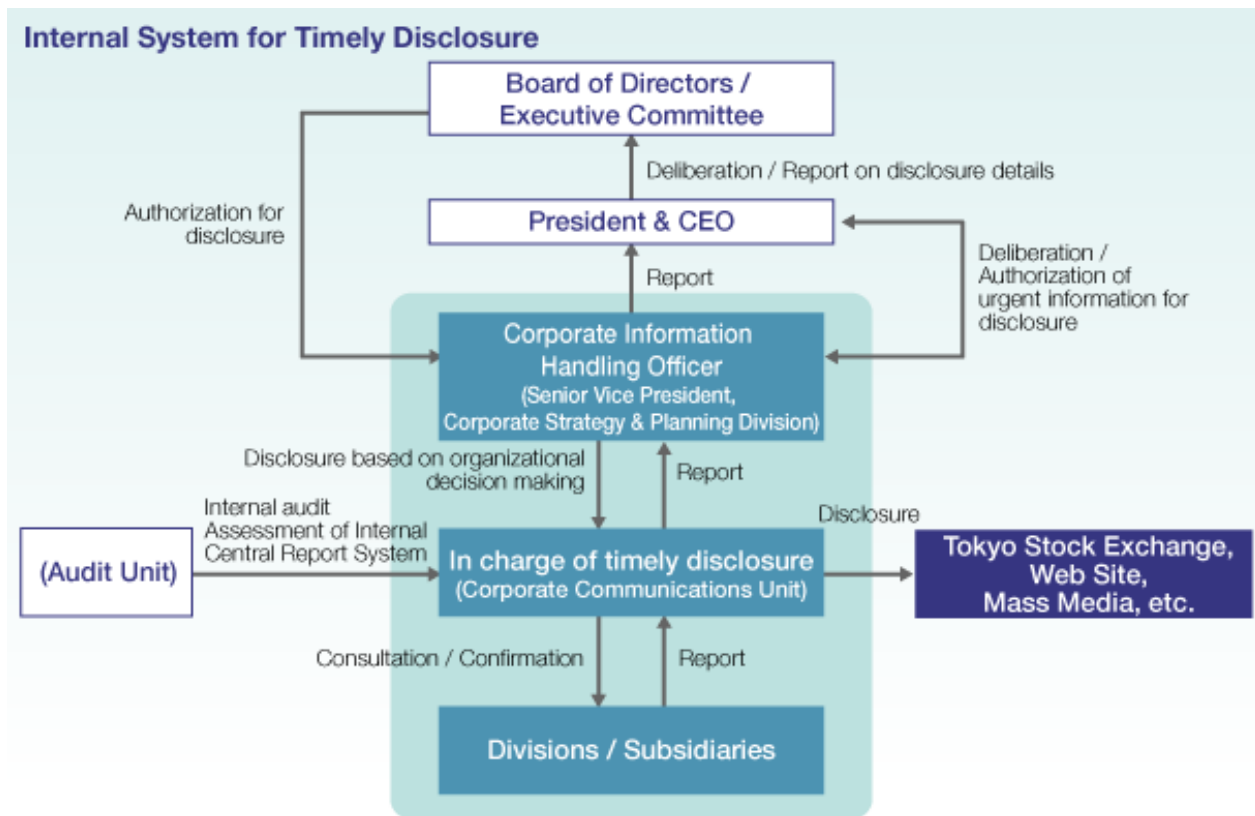 Internal System for Timely Disclosure
Board of Directors /
Executive Committee
Deliberation / Report on disclosure details
Authorization for
disclosure
President & CEO
Deliberation /
Authorization of
urgent information for
disclosure
Report
Corporate Information
Handling Officer
(Senior Vice President,
Corporate Strategy & Planning Division)
Disclosure based on organizational
decision making
Report
Internal audit
Assessment of Internal
Central Report System
Disclosure
(Audit Unit)
In charge of timely disclosure
(Corporate Communications Unit)
Tokyo Stock Exchange,
Web Site,
Mass Media, etc.
Consultation / Confirmation
Report
Divisions / Subsidiaries